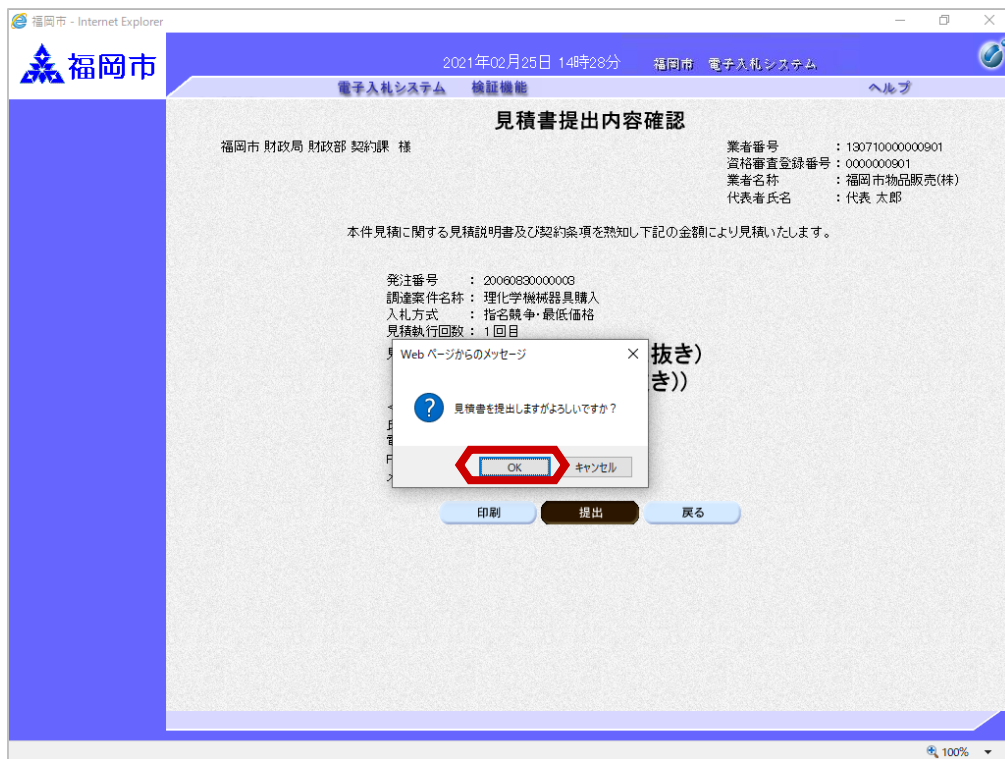 福岡市 - Internet Explorer
福岡市
2021年02月25日 14時28分 福岡市 電子入札システム
電子入札システム 検証機能 ヘルプ
見積書提出内容確認
福岡市 財政局 財政部 契約課 様
業者番号 : 130710000000901
資格審査登録番号 : 0000000901
業者名称 : 福岡市物品販売(株)
代表者氏名 : 代表 太郎
本件見積に関する見積説明書及び契約条項を熟知し下記の金額により見積いたします。
発注番号 : 20060830000003
調達案件名称 : 理化学機械器具購入
入札方式 : 指名競争・最低価格
見積執行回数 : 1回目
抜き)
き))
Web ページからのメッセージ
見積書を提出しますがよろしいですか?
OK キャンセル
印刷 提出 戻る
100%